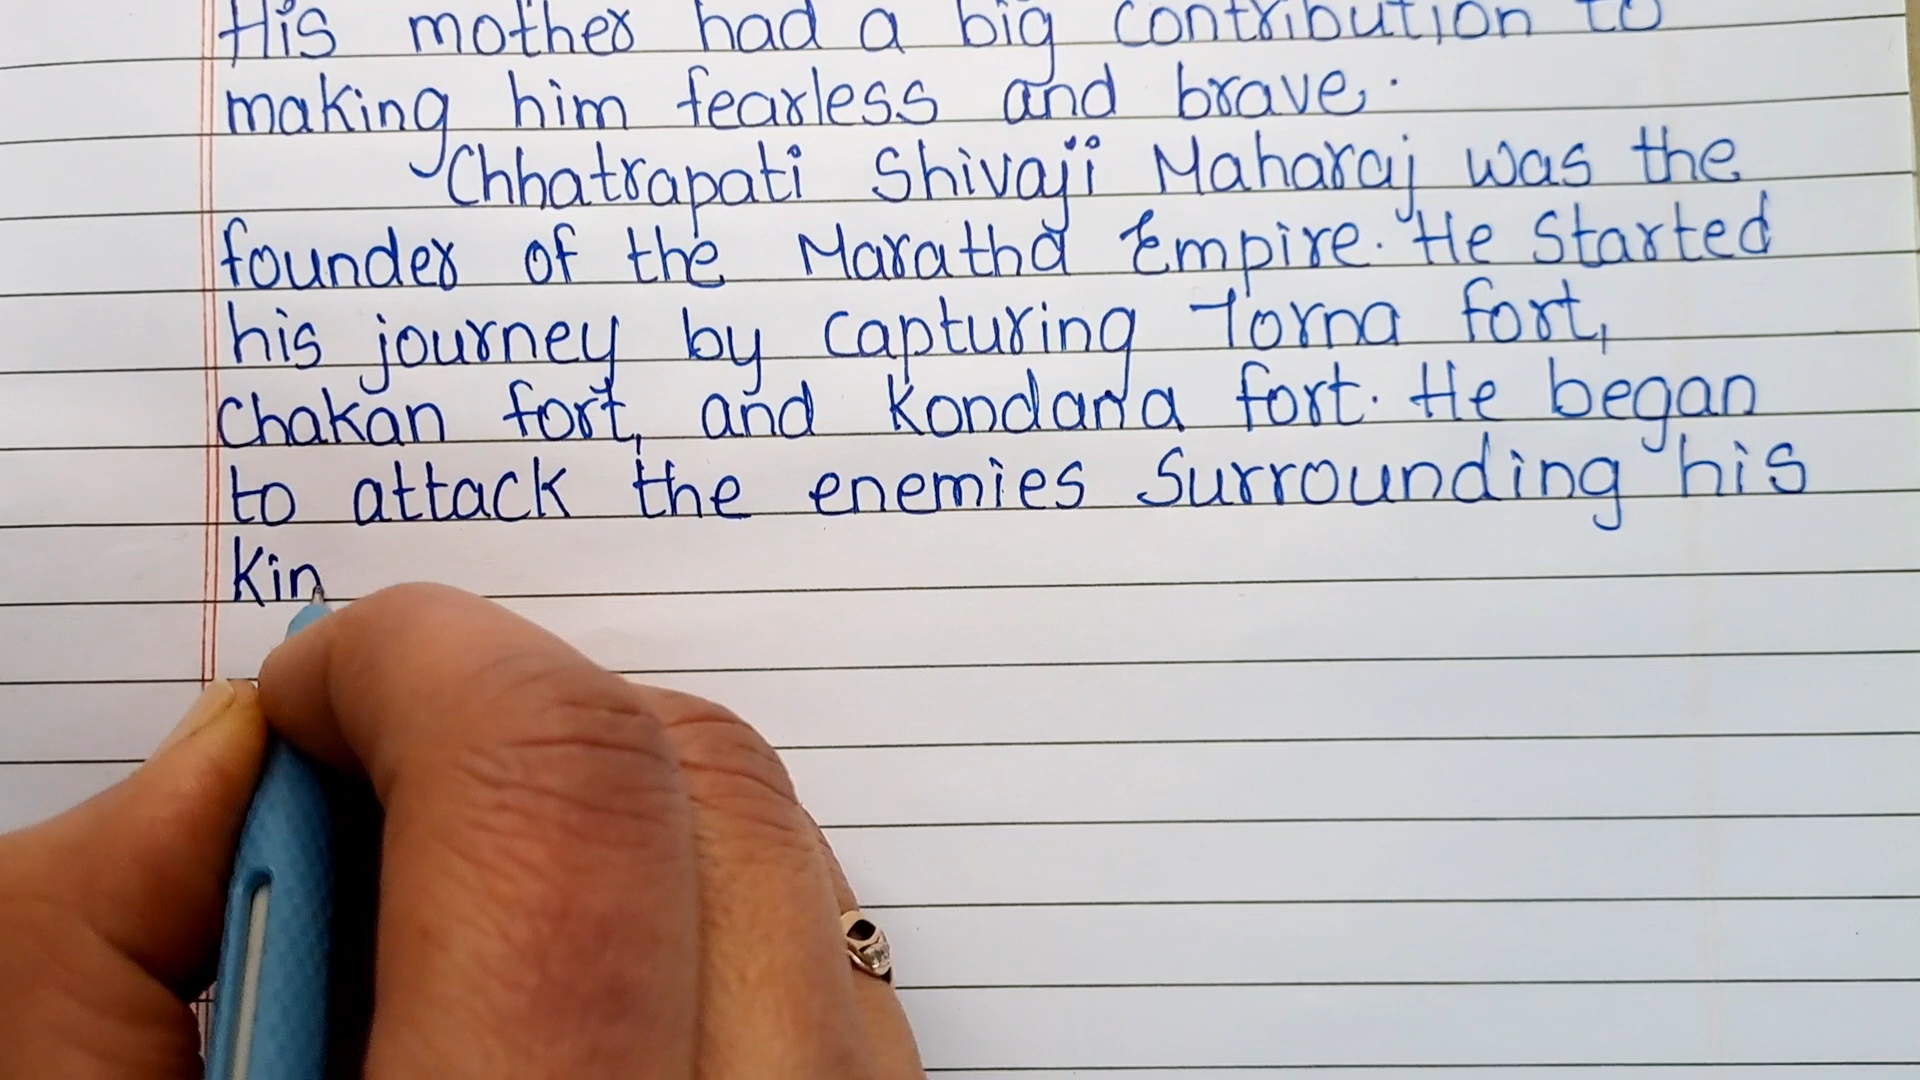 His mother had a big contribution to
making him fearless and brave.
Chhatrapati Shivaji Maharaj was the
founder of the Maratha Empire. He started
his journey by capturing Torna fort,
Chakan fort, and Kondana fort. He began
to attack the enemies surrounding his
Kin